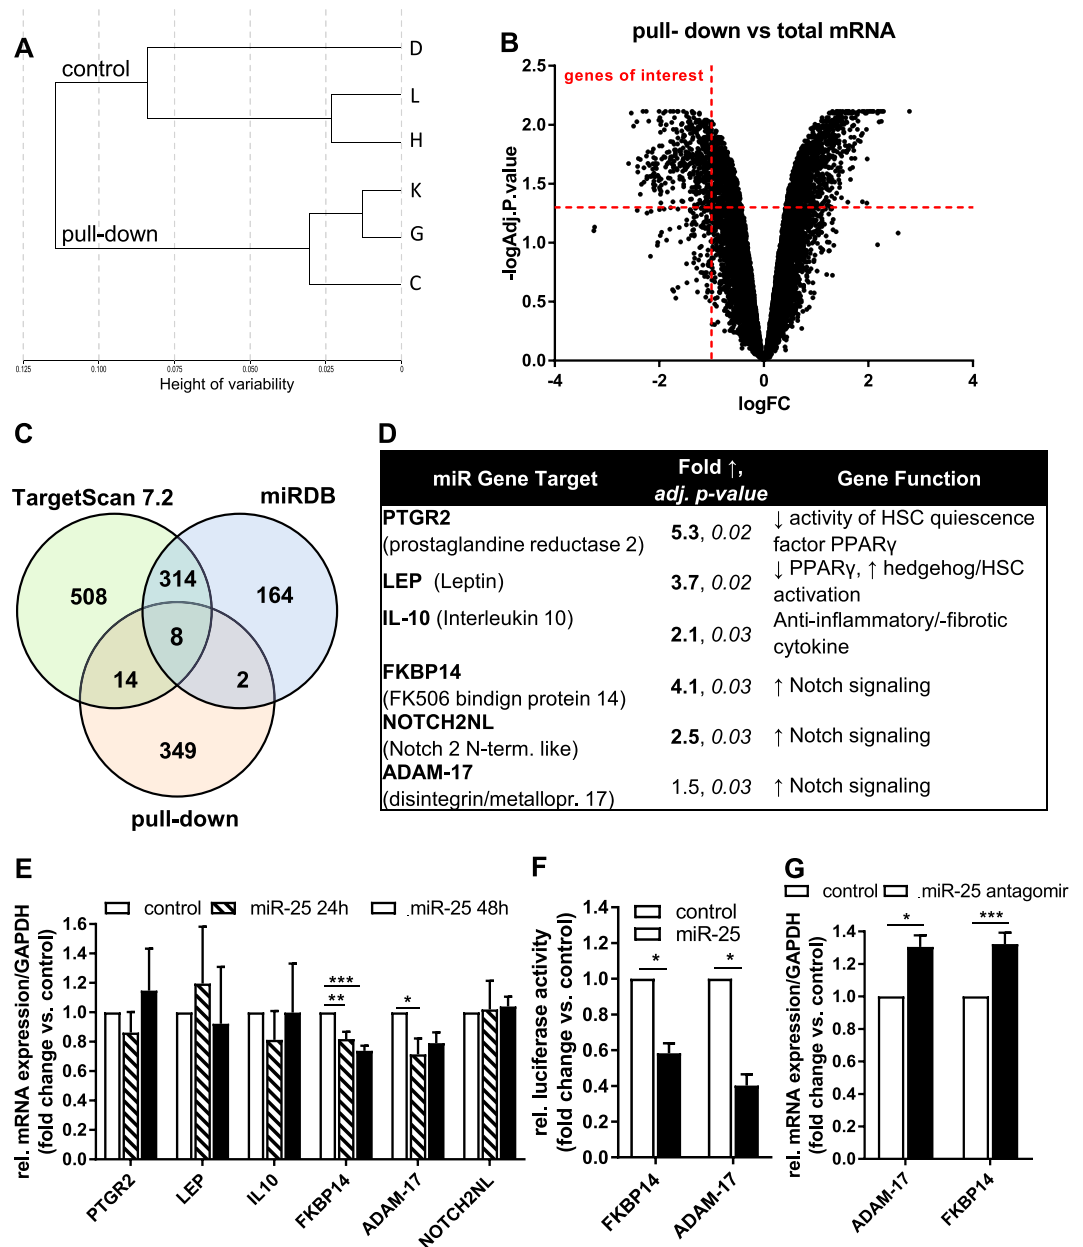 A
control
pull-down
D
L
H
K
G
C
0.125
0.100
0.075
0.050
0.025
0
Height of variability
B
pull- down vs total mRNA
genes of interest
-logAdj.P.value
2.5
2.0
1.5
1.0
0.5
0.0
-4
-2
0
2
4
logFC
C
TargetScan 7.2
miRDB
508
314
164
8
14
2
349
pull-down
D
miR Gene Target
Fold ↑,
adj. p-value
Gene Function
PTGR2
(prostaglandine reductase 2)
5.3, 0.02
↓ activity of HSC quiescence
factor PPARγ
LEP (Leptin)
3.7, 0.02
↓ PPARγ, ↑ hedgehog/HSC
activation
IL-10 (Interleukin 10)
2.1, 0.03
Anti-inflammatory/-fibrotic
cytokine
FKBP14
(FK506 bindign protein 14)
4.1, 0.03
↑ Notch signaling
NOTCH2NL
(Notch 2 N-term. like)
2.5, 0.03
↑ Notch signaling
ADAM-17
(disintegrin/metallopr. 17)
1.5, 0.03
↑ Notch signaling
E
control
miR-25 24h
miR-25 48h
rel. mRNA expression/GAPDH
(fold change vs. control)
1.6
1.4
1.2
1.0
0.8
0.6
0.4
0.2
0.0
***
**
*
PTGR2
LEP
IL10
FKBP14
ADAM-17
NOTCH2NL
F
control
miR-25
rel. luciferase activity
(fold change vs. control)
1.4
1.2
1.0
0.8
0.6
0.4
0.2
0.0
*
*
FKBP14
ADAM-17
G
control
miR-25 antagomir
rel. mRNA expression/GAPDH
(fold change vs. control)
1.4
1.2
1.0
0.8
0.6
0.4
0.2
0.0
*
***
ADAM-17
FKBP14